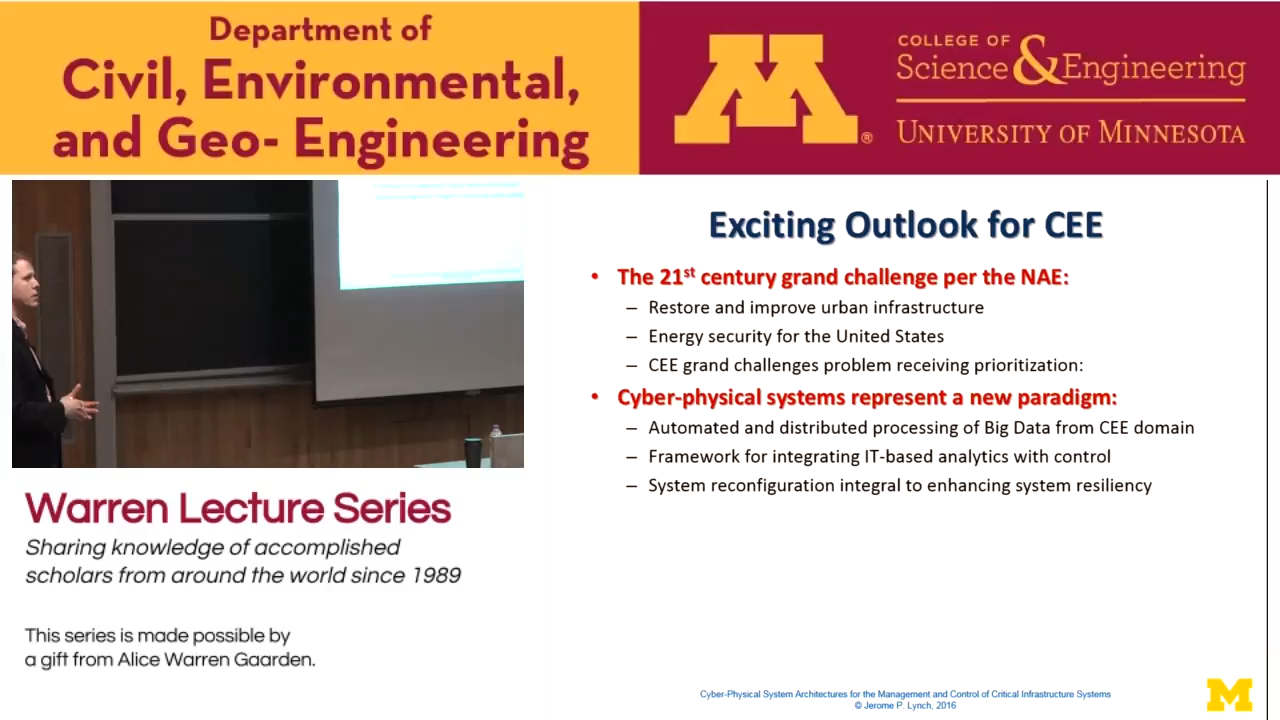 Department of
Civil, Environmental,
and Geo- Engineering
M®
COLLEGE OF
Science & Engineering
UNIVERSITY OF MINNESOTA
Warren Lecture Series
Sharing knowledge of accomplished
scholars from around the world since 1989
This series is made possible by
a gift from Alice Warren Gaarden.
Exciting Outlook for CEE
• The 21st century grand challenge per the NAE:
– Restore and improve urban infrastructure
– Energy security for the United States
– CEE grand challenges problem receiving prioritization:
• Cyber-physical systems represent a new paradigm:
– Automated and distributed processing of Big Data from CEE domain
– Framework for integrating IT-based analytics with control
– System reconfiguration integral to enhancing system resiliency
Cyber-Physical System Architectures for the Management and Control of Critical Infrastructure Systems
© Jerome P. Lynch, 2016
M